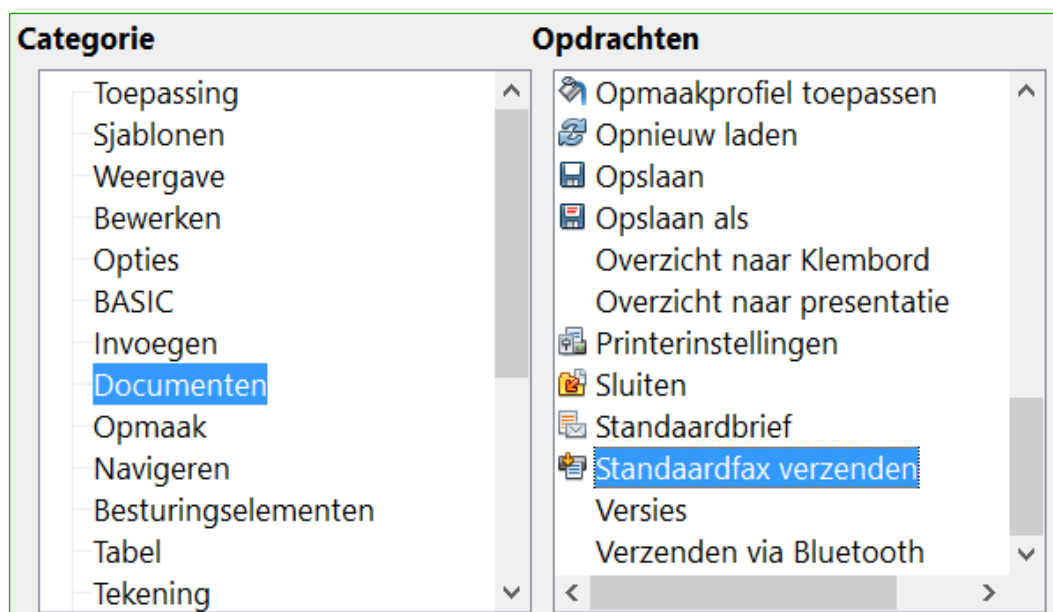 Categorie
Toepassing
Sjablonen
Weergave
Bewerken
Opties
BASIC
Invoegen
Documenten
Opmaak
Navigeren
Besturingselementen
Tabel
Tekening
Opdrachten
Opmaakprofiel toepassen
Opnieuw laden
Opslaan
Opslaan als
Overzicht naar Klembord
Overzicht naar presentatie
Printerinstellingen
Sluiten
Standaardbrief
Standaardfax verzenden
Versies
Verzenden via Bluetooth